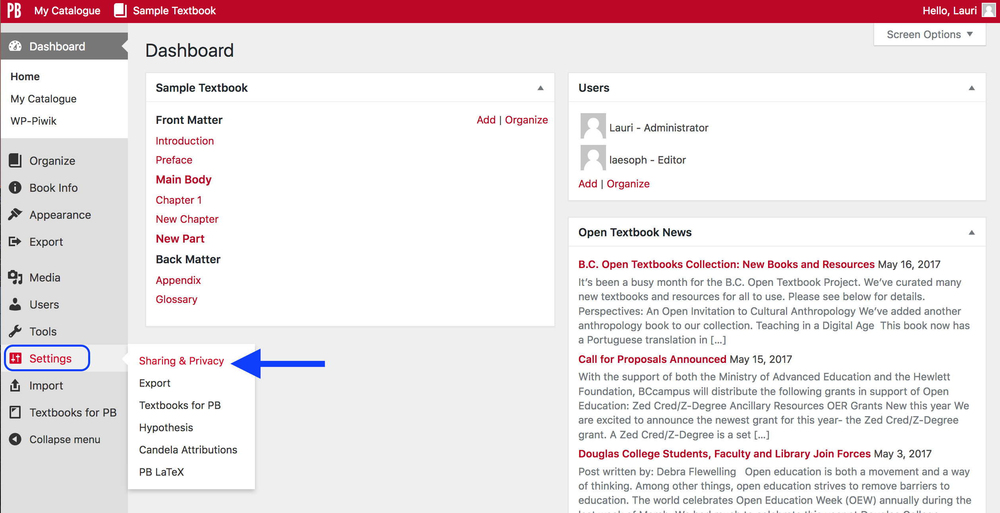 PB My Catalogue Sample Textbook Hello, Lauri
Screen Options
Dashboard
Home
My Catalogue
WP-Piwik
Organize
Book Info
Appearance
Export
Media
Users
Tools
Settings
Import
Textbooks for PB
Collapse menu
Sharing & Privacy
Export
Textbooks for PB
Hypothesis
Candela Attributions
PB LaTeX
Dashboard
Sample Textbook
Front Matter Add | Organize
Introduction
Preface
Main Body
Chapter 1
New Chapter
New Part
Back Matter
Appendix
Glossary
Users
Lauri - Administrator
laesoph - Editor
Add | Organize
Open Textbook News
B.C. Open Textbooks Collection: New Books and Resources May 16, 2017
It’s been a busy month for the B.C. Open Textbook Project. We’ve curated many
new textbooks and resources for all to use. Please see below for details.
Perspectives: An Open Invitation to Cultural Anthropology We’ve added another
anthropology book to our collection. Teaching in a Digital Age This book now has
a Portuguese translation in […]
Call for Proposals Announced May 15, 2017
With the support of both the Ministry of Advanced Education and the Hewlett
Foundation, BCcampus will distribute the following grants in support of Open
Education: Zed Cred/Z-Degree Ancillary Resources OER Grants New this year We
are excited to announce the newest grant for this year- the Zed Cred/Z-Degree
grant. A Zed Cred/Z-Degree is a set […]
Douglas College Students, Faculty and Library Join Forces May 3, 2017
Post written by: Debra Flewelling Open education is both a movement and a way
of thinking. Among other things, open education strives to remove barriers to
education. The world celebrates Open Education Week (OEW) annually during the